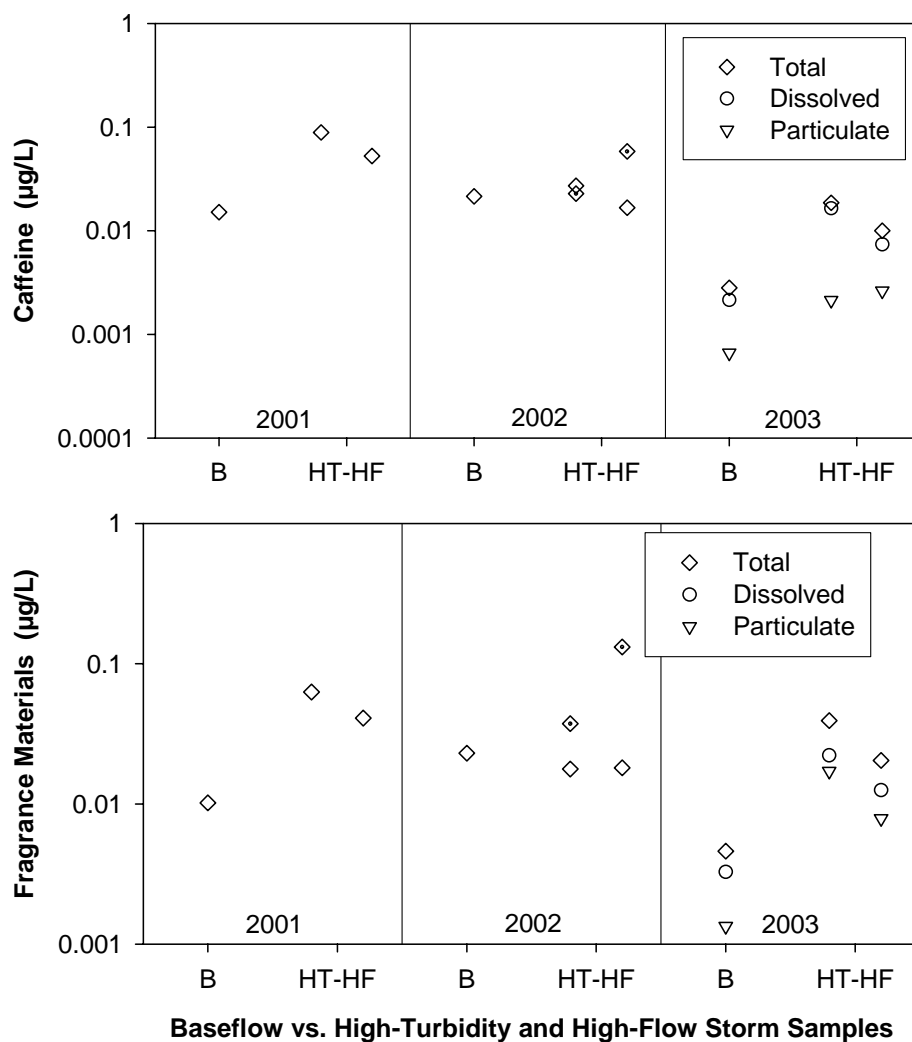 1
0.1
0.01
0.001
0.0001
Caffeine (µg/L)
Total
Dissolved
Particulate
2001
2002
2003
B
HT-HF
B
HT-HF
B
HT-HF
1
0.1
0.01
0.001
Fragrance Materials (µg/L)
Total
Dissolved
Particulate
2001
2002
2003
B
HT-HF
B
HT-HF
B
HT-HF
Baseflow vs. High-Turbidity and High-Flow Storm Samples